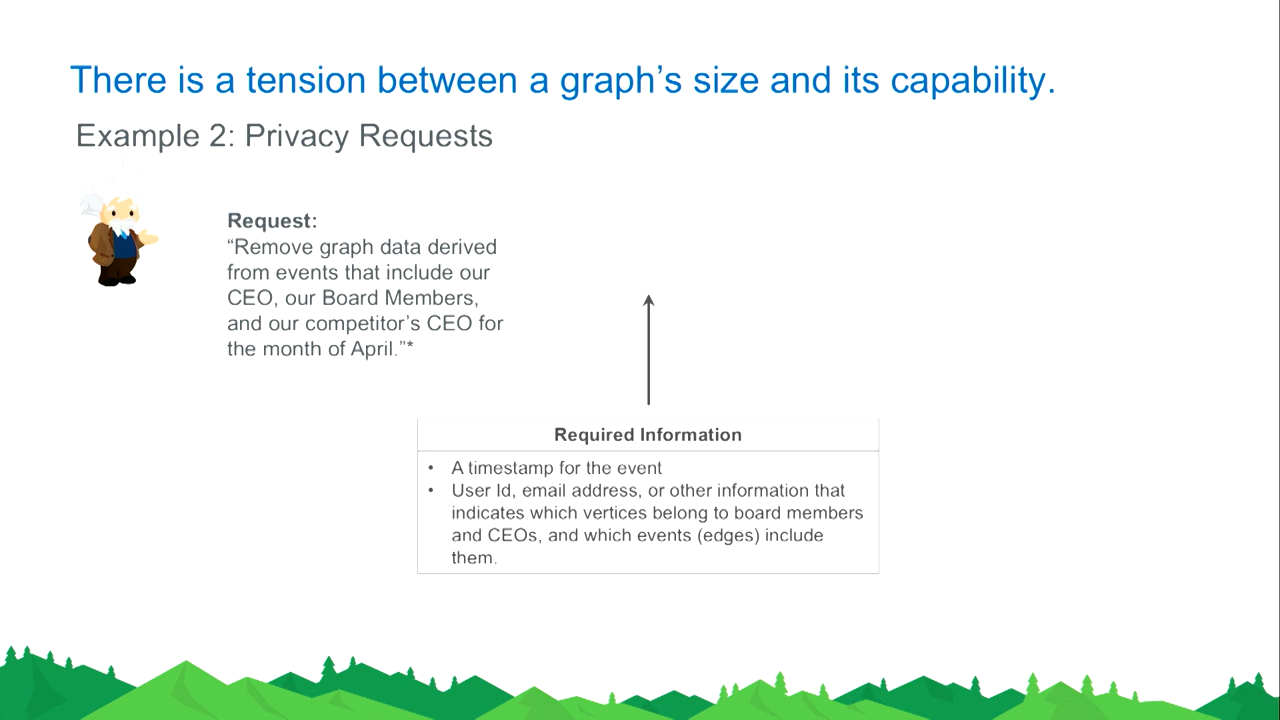 There is a tension between a graph’s size and its capability.
Example 2: Privacy Requests
Request:
“Remove graph data derived
from events that include our
CEO, our Board Members,
and our competitor’s CEO for
the month of April.”*
Required Information
• A timestamp for the event
• User Id, email address, or other information that
indicates which vertices belong to board members
and CEOs, and which events (edges) include
them.